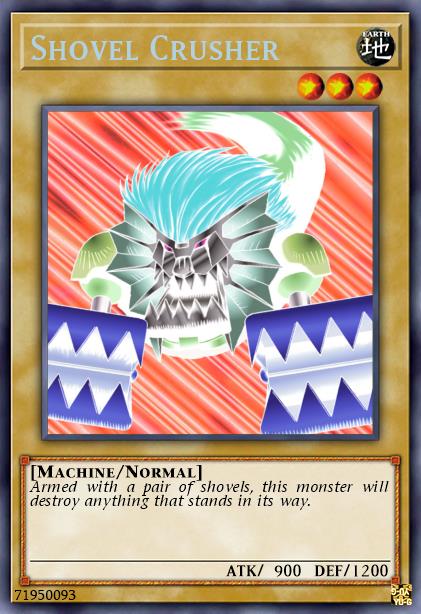 Shovel Crusher
EARTH
地
[Machine/Normal]
Armed with a pair of shovels, this monster will
destroy anything that stands in its way.
ATK/ 900 DEF/1200
71950093